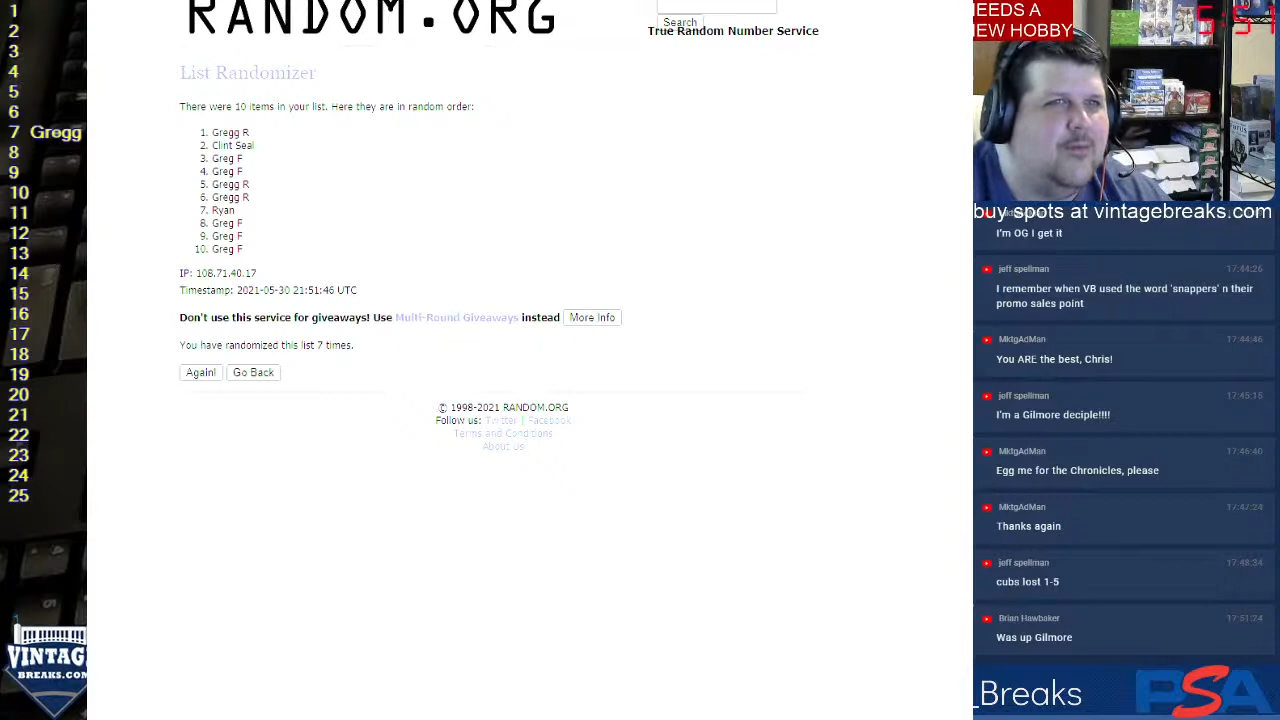 1
2
3
4
5
6
7 Gregg
8
9
10
11
12
13
14
15
16
17
18
19
20
21
22
23
24
25
VINTAGE
BREAKS.COM
RANDOM.ORG
Search
True Random Number Service
List Randomizer
There were 10 items in your list. Here they are in random order:
1. Gregg R
2. Clint Seal
3. Greg F
4. Greg F
5. Gregg R
6. Gregg R
7. Ryan
8. Greg F
9. Greg F
10. Greg F
IP: 108.71.40.17
Timestamp: 2021-05-30 21:51:46 UTC
Don't use this service for giveaways! Use Multi-Round Giveaways instead More Info
You have randomized this list 7 times.
Again! Go Back
© 1998-2021 RANDOM.ORG
Follow us: Twitter | Facebook
Terms and Conditions
About Us
NEEDS A
NEW HOBBY
5:51
buy spots at vintagebreaks.com
I'm OG I get it
jeff spellman 17:44:26
I remember when VB used the word 'snappers' n their
promo sales point
MktgAdMan 17:44:46
You ARE the best, Chris!
jeff spellman 17:45:15
I'm a Gilmore deciple!!!!
MktgAdMan 17:46:40
Egg me for the Chronicles, please
MktgAdMan 17:47:24
Thanks again
jeff spellman 17:48:34
cubs lost 1-5
Brian Hawbaker 17:51:24
Was up Gilmore
_Breaks
PSA